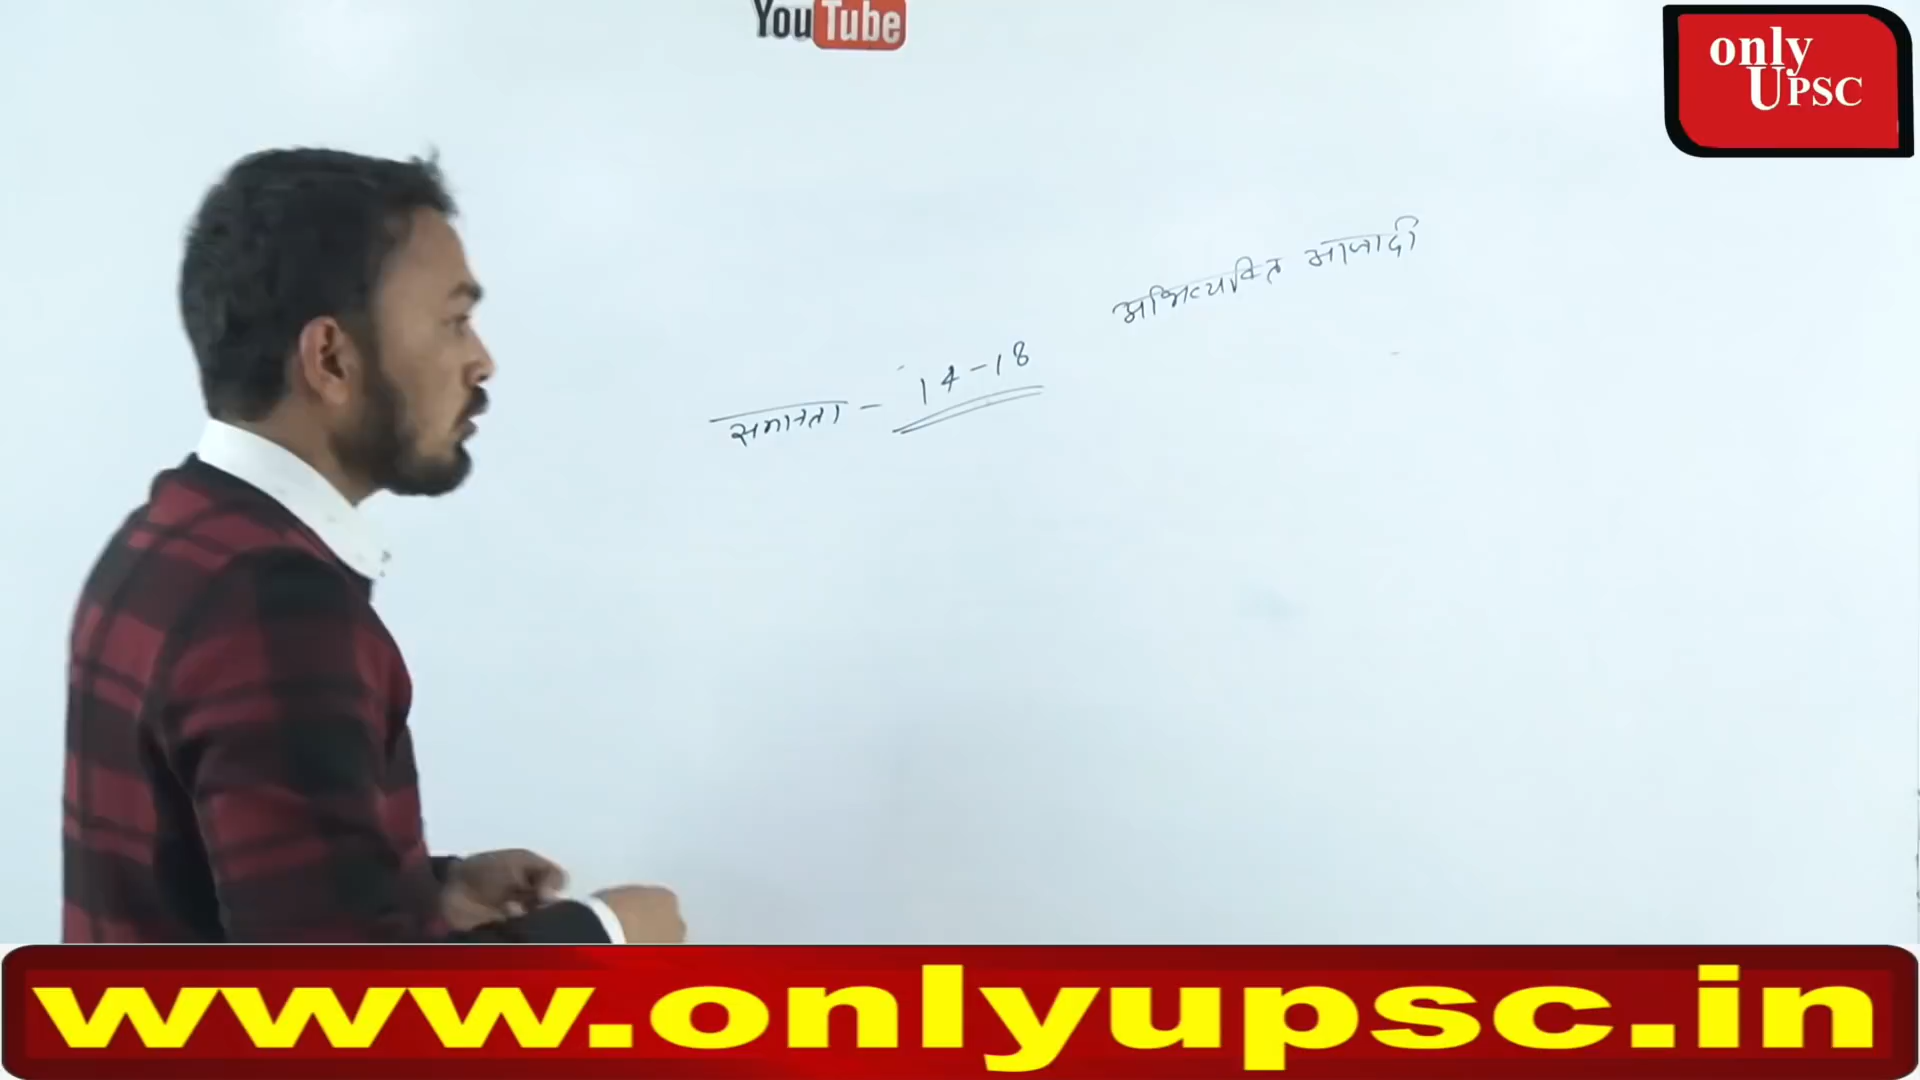 YouTube
only
UPSC
अभिव्यक्ति आजादी
समानता - 14-18
www.onlyupsc.in